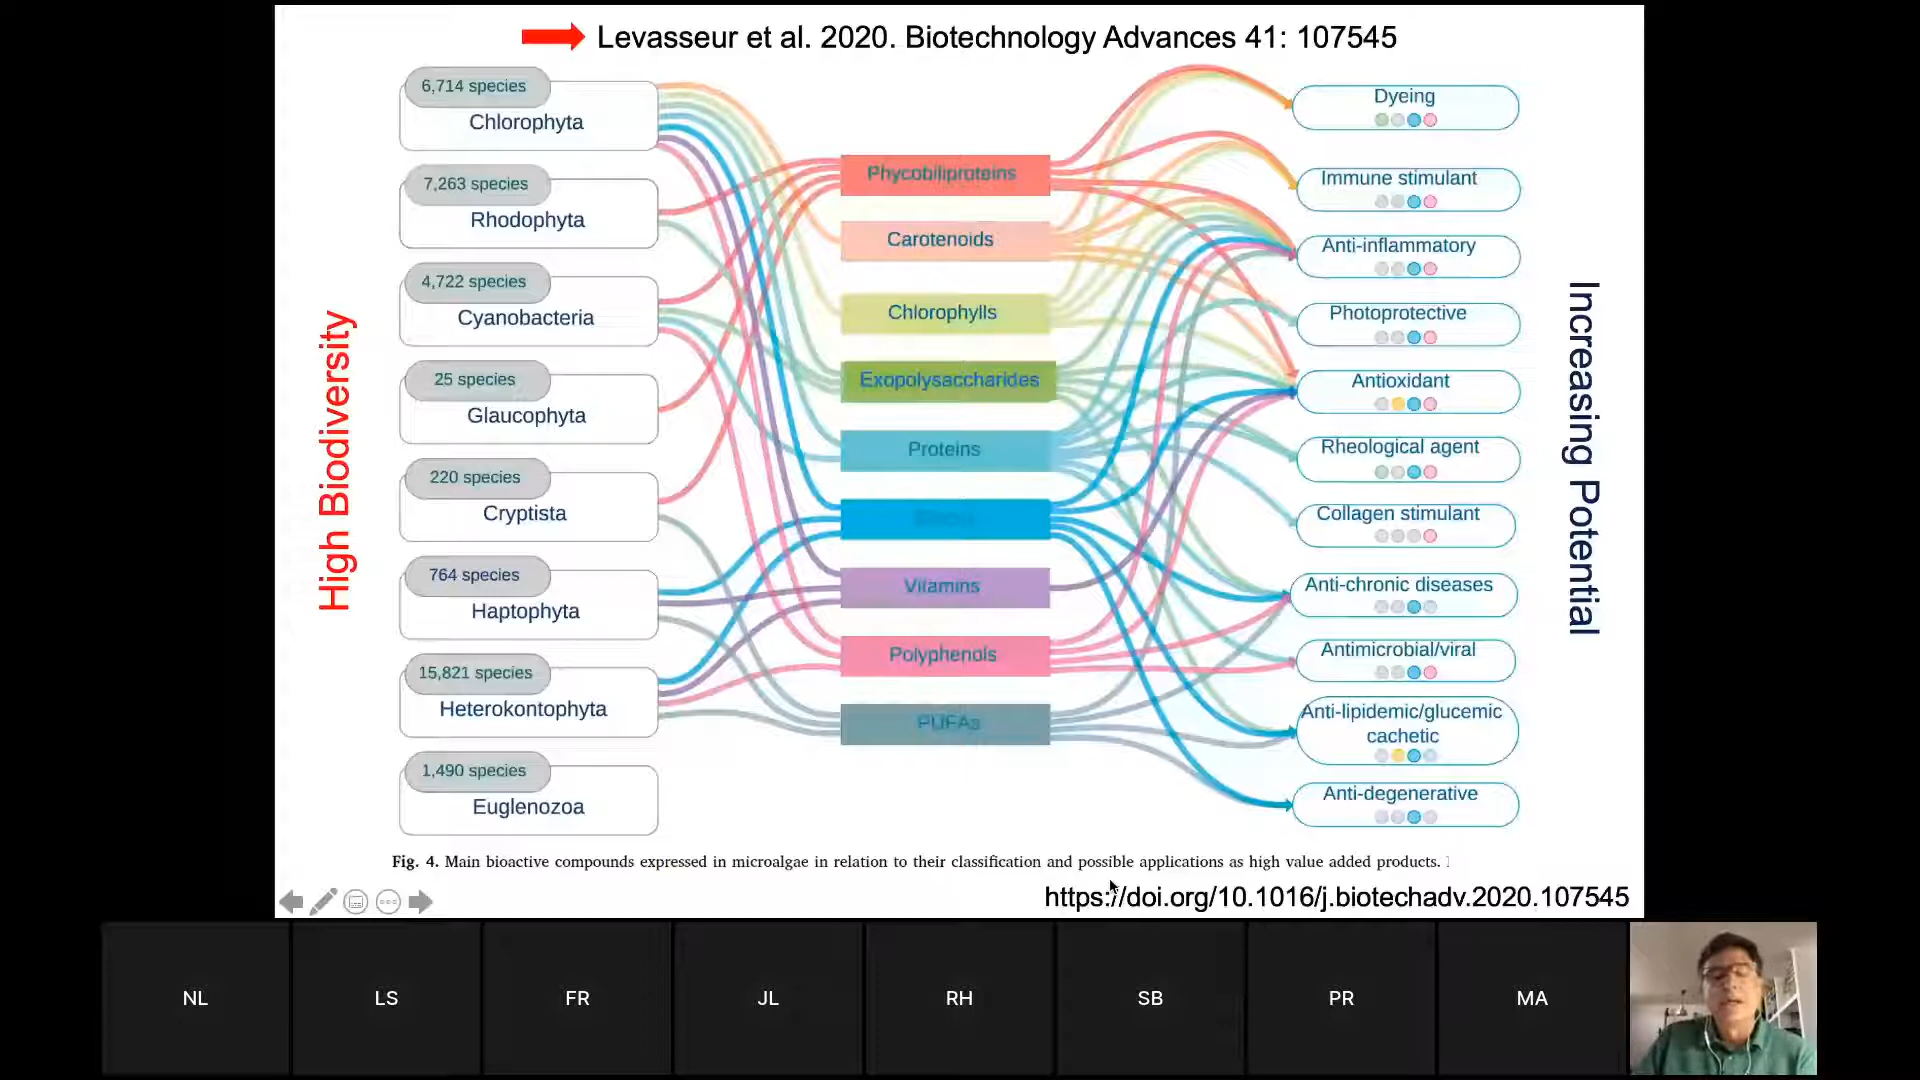 Levasseur et al. 2020. Biotechnology Advances 41: 107545
High Biodiversity
6,714 species
Chlorophyta
7,263 species
Rhodophyta
4,722 species
Cyanobacteria
25 species
Glaucophyta
220 species
Cryptista
764 species
Haptophyta
15,821 species
Heterokontophyta
1,490 species
Euglenozoa
Phycobiliproteins
Carotenoids
Chlorophylls
Exopolysaccharides
Proteins
Vitamins
Polyphenols
PUFAs
Dyeing
Immune stimulant
Anti-inflammatory
Photoprotective
Antioxidant
Rheological agent
Collagen stimulant
Anti-chronic diseases
Antimicrobial/viral
Anti-lipidemic/glucemic
cachetic
Anti-degenerative
Increasing Potential
Fig. 4. Main bioactive compounds expressed in microalgae in relation to their classification and possible applications as high value added products.
https://doi.org/10.1016/j.biotechadv.2020.107545
NL
LS
FR
JL
RH
SB
PR
MA